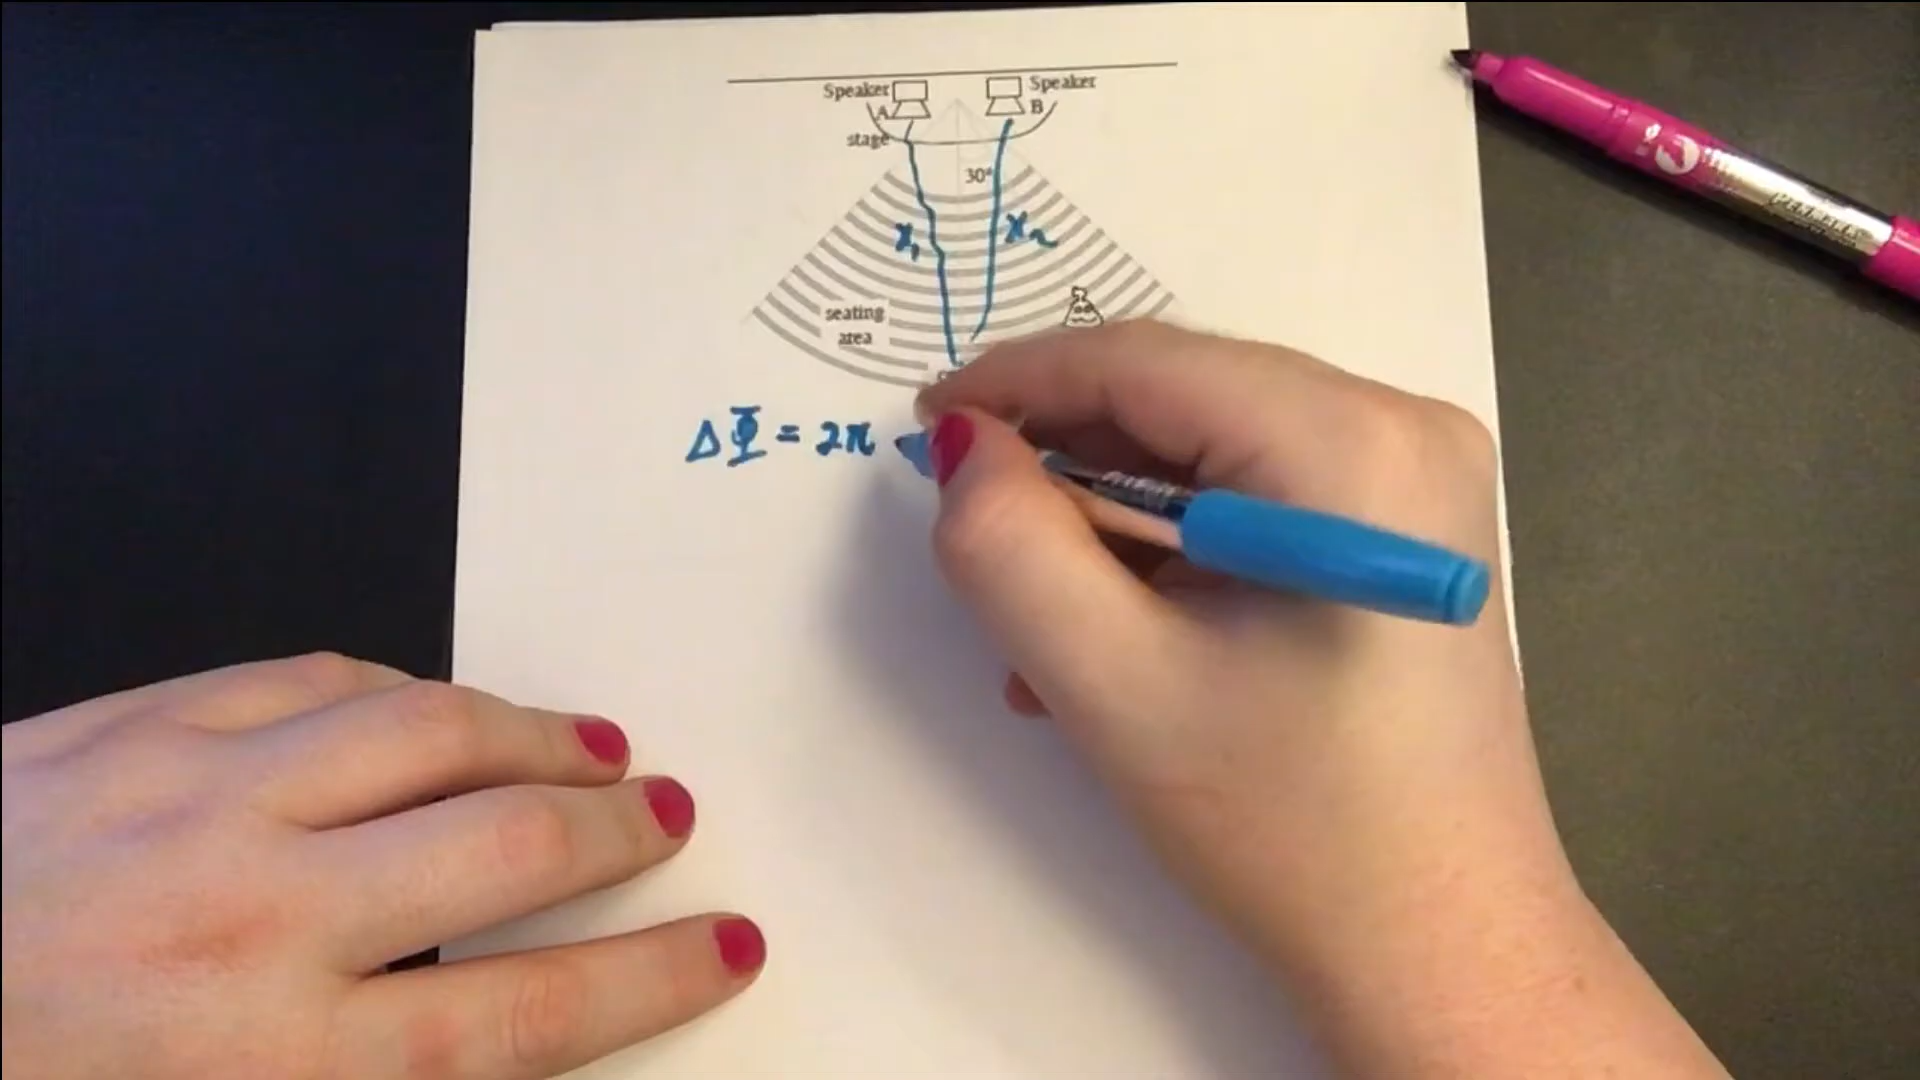 Speaker
Speaker
A
B
stage
30°
x₁
x₂
seating
area
ΔΦ = 2π